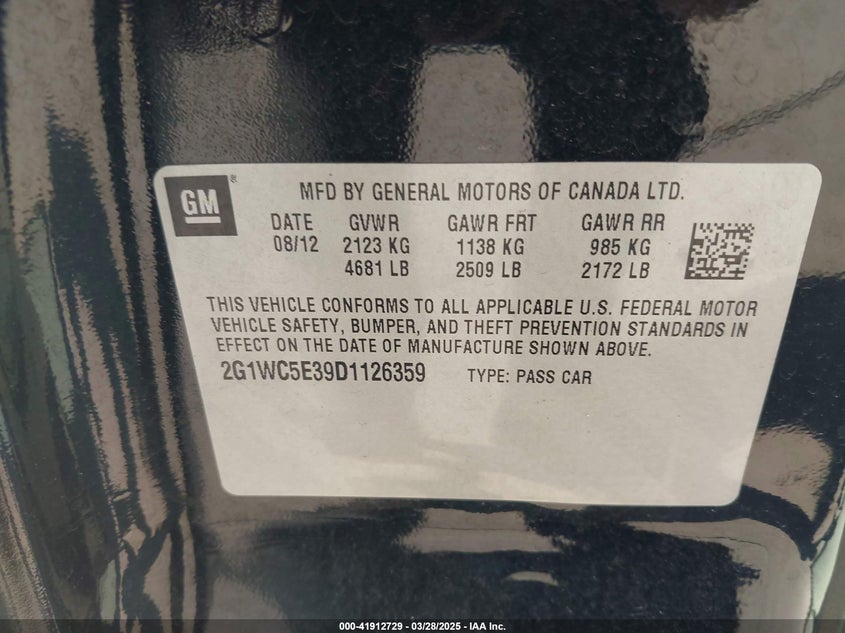 GM
MFD BY GENERAL MOTORS OF CANADA LTD.
DATE GVWR GAWR FRT GAWR RR
08/12 2123 KG 1138 KG 985 KG
4681 LB 2509 LB 2172 LB
THIS VEHICLE CONFORMS TO ALL APPLICABLE U.S. FEDERAL MOTOR
VEHICLE SAFETY, BUMPER, AND THEFT PREVENTION STANDARDS IN
EFFECT ON THE DATE OF MANUFACTURE SHOWN ABOVE.
2G1WC5E39D1126359 TYPE: PASS CAR
000-41912729 - 03/28/2025 - IAA Inc.